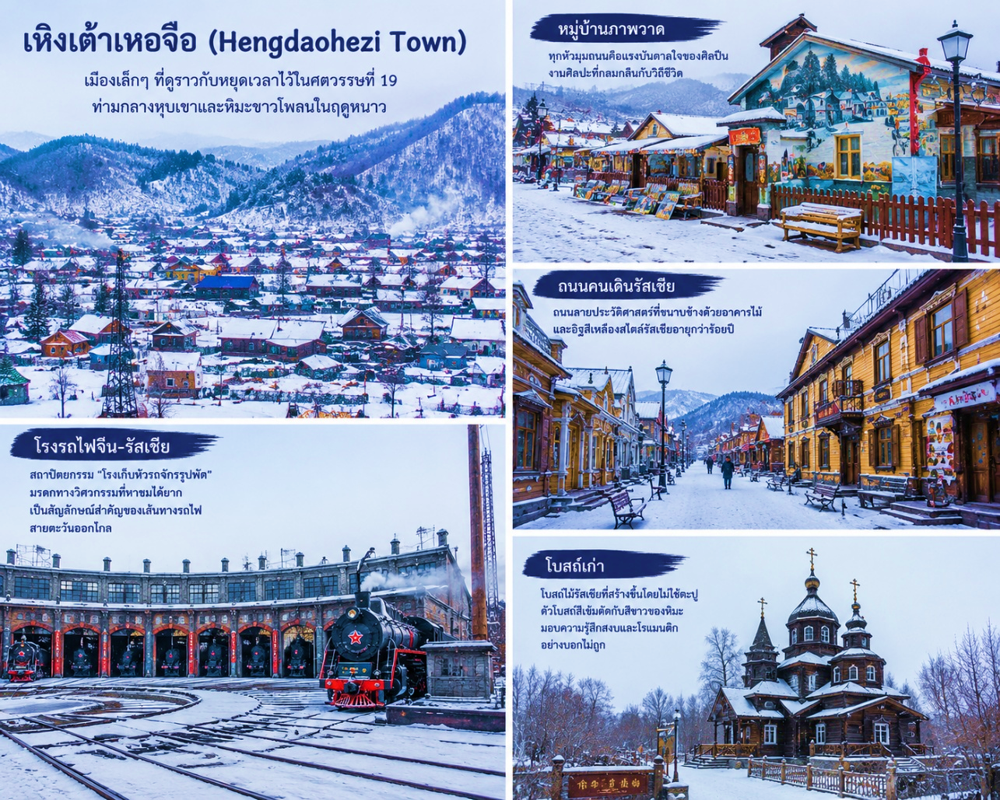 เหิงเต้าเหอจือ (Hengdaohezi Town)
เมืองเล็กๆ ที่ดูราวกับหยุดเวลาไว้ในศตวรรษที่ 19
ท่ามกลางหุบเขาและหิมะขาวโพลนในฤดูหนาว
หมู่บ้านภาพวาด
ทุกหัวมุมถนนคือแรงบันดาลใจของศิลปิน
งานศิลปะที่กลมกลืนกับวิถีชีวิต
ถนนคนเดินรัสเซีย
ถนนลายประวัติศาสตร์ที่ขนาบข้างด้วยอาคารไม้
และอิฐสีเหลืองสไตล์รัสเซียอายุกว่าร้อยปี
โรงรถไฟจีน-รัสเซีย
สถาปัตยกรรม “โรงเก็บหัวรถจักรรูปพัด”
มรดกทางวิศวกรรมที่หาชมได้ยาก
เป็นสัญลักษณ์สำคัญของเส้นทางรถไฟ
สายตะวันออกไกล
โบสถ์เก่า
โบสถ์ไม้รัสเซียที่สร้างขึ้นโดยไม่ใช้ตะปู
ตัวโบสถ์สีเข้มตัดกับสีขาวของหิมะ
มอบความรู้สึกสงบและโรแมนติก
อย่างบอกไม่ถูก